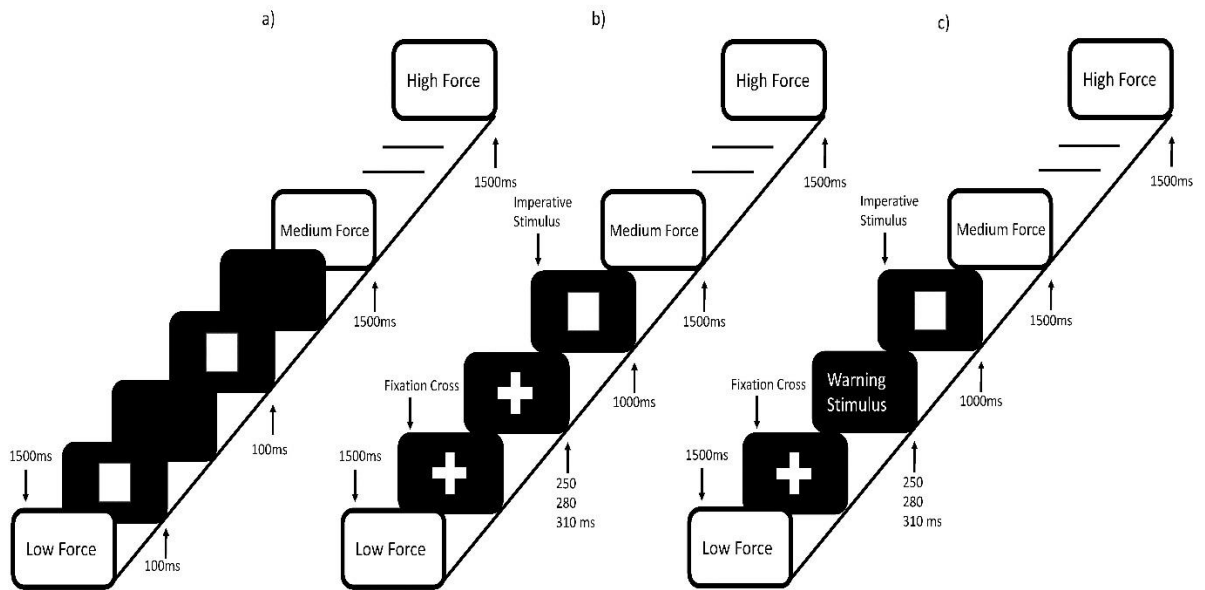 a)
High Force
1500ms
Medium Force
1500ms
100ms
1500ms
Low Force
100ms
b)
High Force
1500ms
Imperative
Stimulus
Medium Force
1500ms
1000ms
Fixation Cross
1500ms
250
280
310 ms
Low Force
c)
High Force
1500ms
Imperative
Stimulus
Medium Force
1500ms
1000ms
Fixation Cross
Warning
Stimulus
1500ms
250
280
310 ms
Low Force